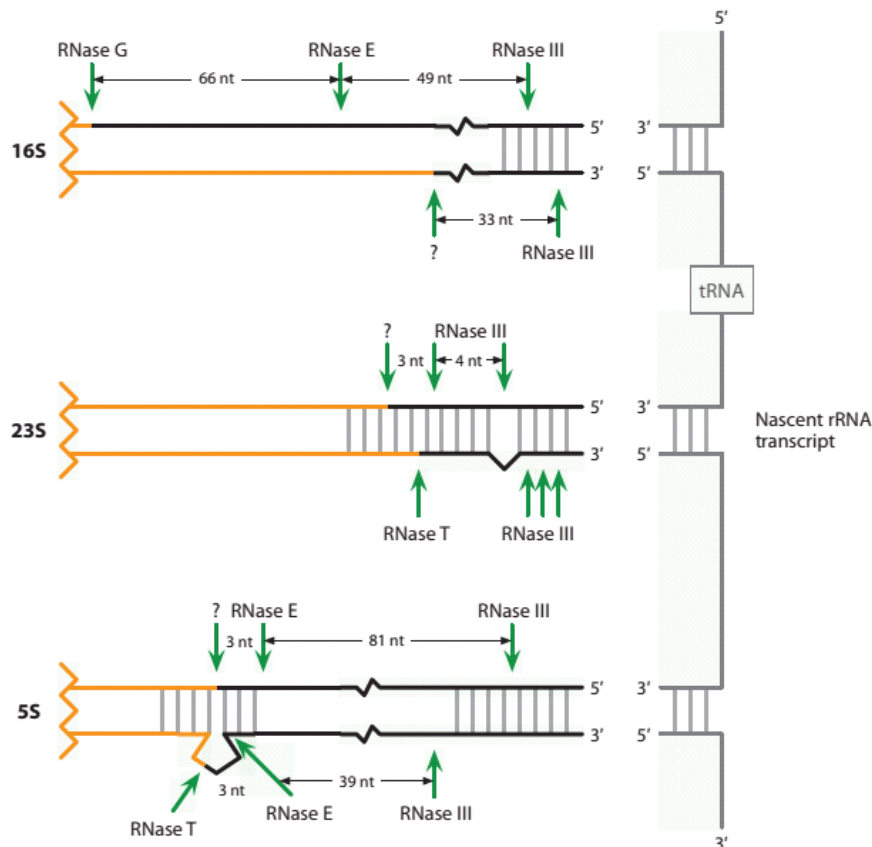 5′
RNase G RNase E RNase III
66 nt 49 nt
5′ 3′
16S
3′ 5′
33 nt
? RNase III
tRNA
? RNase III
3 nt 4 nt
5′ 3′
23S
Nascent rRNA
transcript
3′ 5′
RNase T RNase III
? RNase E RNase III
3 nt 81 nt
5′ 3′
5S
3′ 5′
39 nt
3 nt
RNase E RNase III
RNase T
3′